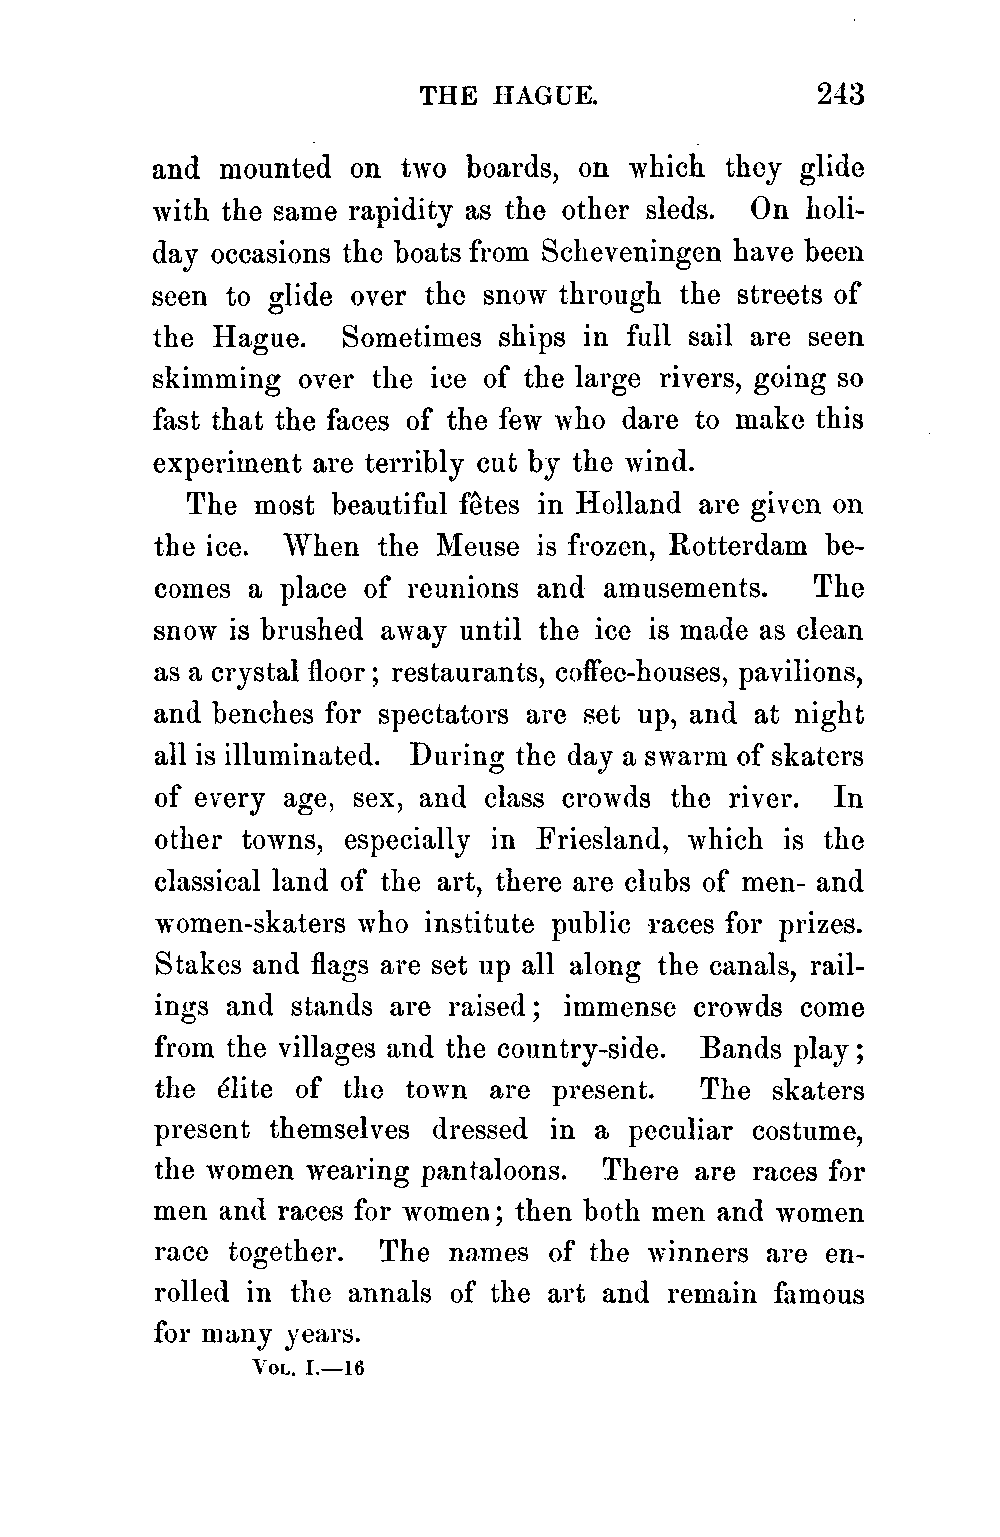 THE HAGUE. 243
and mounted on two boards, on which they glide
with the same rapidity as the other sleds. On holi-
day occasions the boats from Scheveningen have been
seen to glide over the snow through the streets of
the Hague. Sometimes ships in full sail are seen
skimming over the ice of the large rivers, going so
fast that the faces of the few who dare to make this
experiment are terribly cut by the wind.
The most beautiful fêtes in Holland are given on
the ice. When the Meuse is frozen, Rotterdam be-
comes a place of reunions and amusements. The
snow is brushed away until the ice is made as clean
as a crystal floor; restaurants, coffee-houses, pavilions,
and benches for spectators are set up, and at night
all is illuminated. During the day a swarm of skaters
of every age, sex, and class crowds the river. In
other towns, especially in Friesland, which is the
classical land of the art, there are clubs of men- and
women-skaters who institute public races for prizes.
Stakes and flags are set up all along the canals, rail-
ings and stands are raised; immense crowds come
from the villages and the country-side. Bands play;
the élite of the town are present. The skaters
present themselves dressed in a peculiar costume,
the women wearing pantaloons. There are races for
men and races for women; then both men and women
race together. The names of the winners are en-
rolled in the annals of the art and remain famous
for many years.
VOL. I.—16